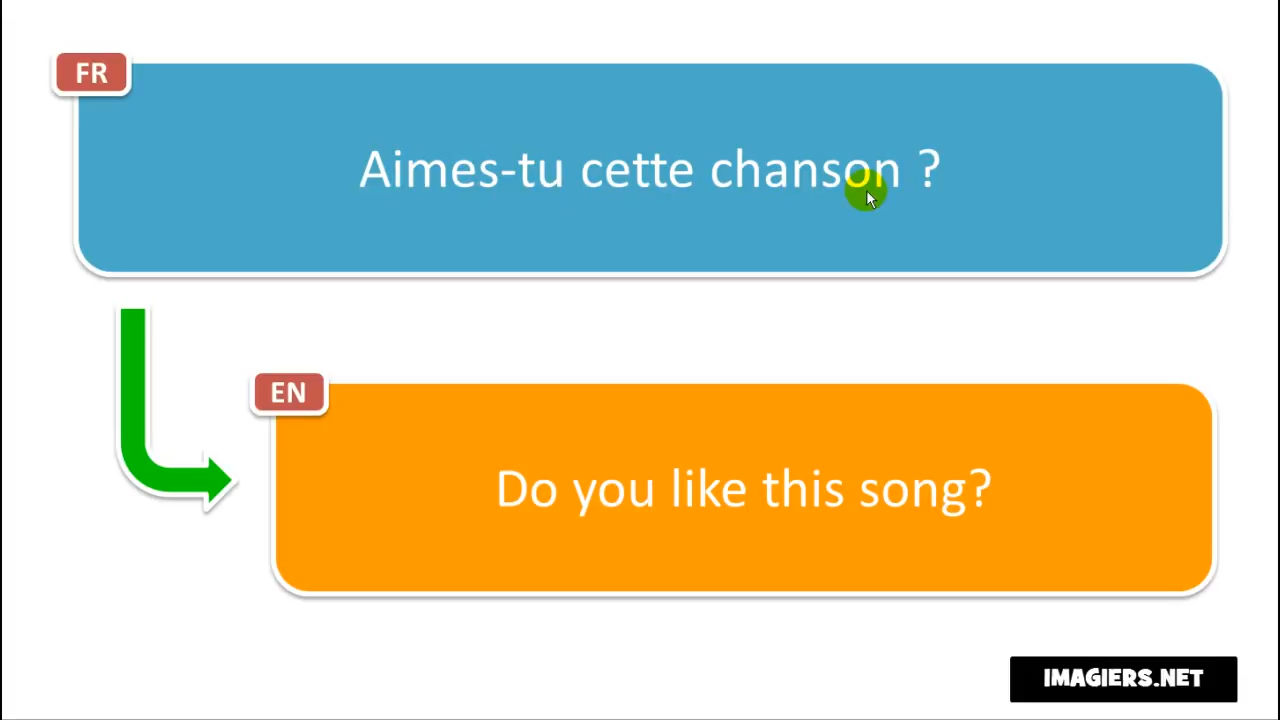 FR
Aimes-tu cette chanson ?
EN
Do you like this song?
IMAGIERS.NET